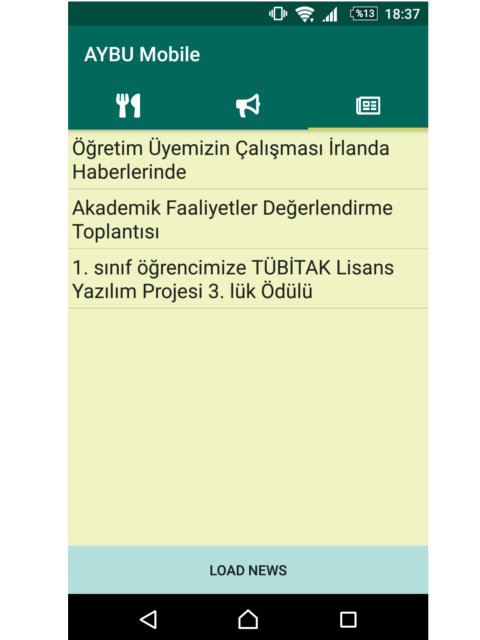 %13 18:37
AYBU Mobile
Öğretim Üyemizin Çalışması İrlanda
Haberlerinde
Akademik Faaliyetler Değerlendirme
Toplantısı
1. sınıf öğrencimize TÜBİTAK Lisans
Yazılım Projesi 3. lük Ödülü
LOAD NEWS